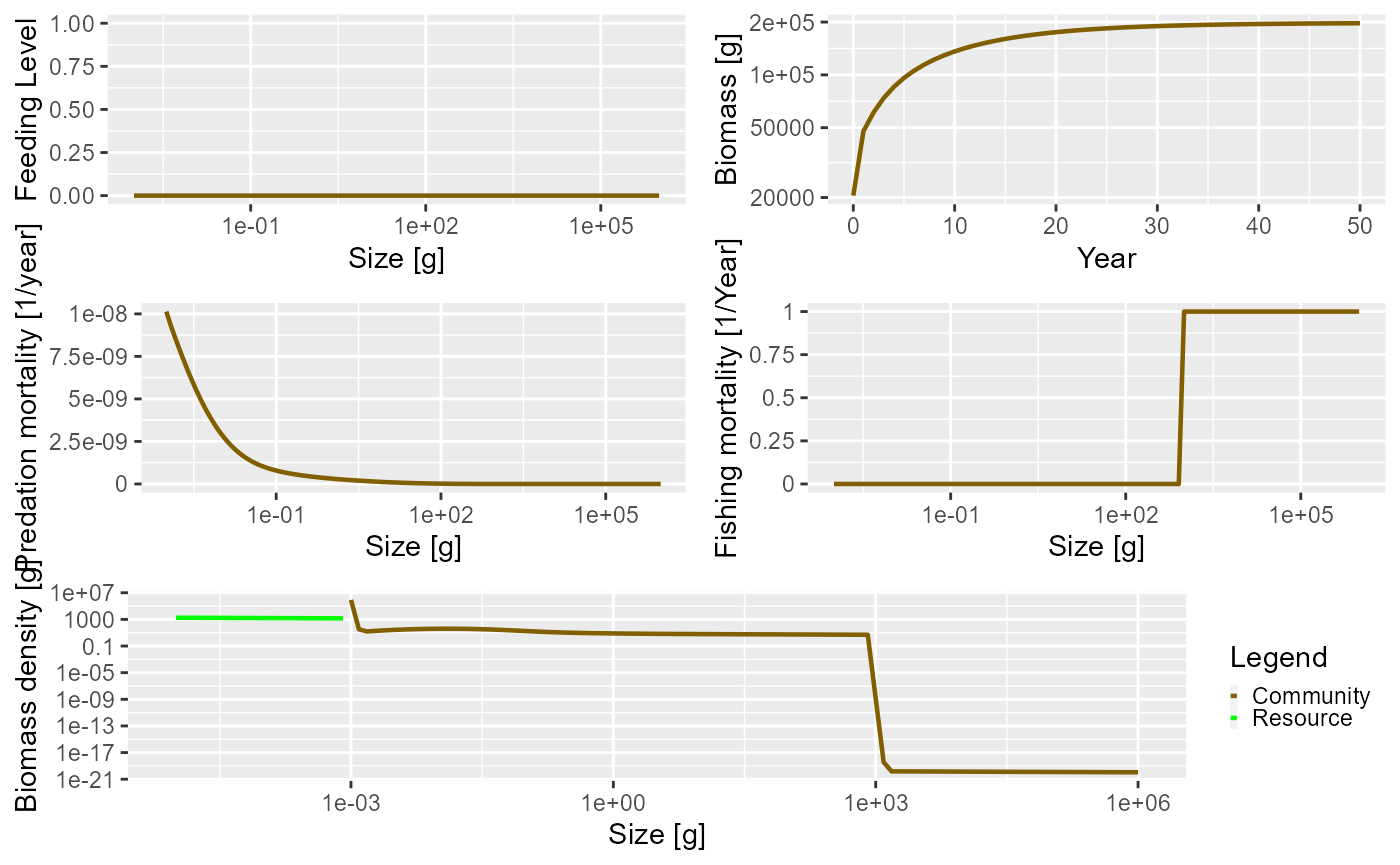 Feeding Level
1.00
0.75
0.50
0.25
0.00
1e-01 1e+02 1e+05
Size [g]
Biomass [g]
2e+05
1e+05
50000
20000
0 10 20 30 40 50
Year
Predation mortality [1/year]
1e-08
7.5e-09
5e-09
2.5e-09
0
1e-01 1e+02 1e+05
Size [g]
Fishing mortality [1/Year]
1
0.75
0.5
0.25
0
1e-01 1e+02 1e+05
Size [g]
Biomass density [g]
1e+07
1000
0.1
1e-05
1e-09
1e-13
1e-17
1e-21
1e-03 1e+00 1e+03 1e+06
Size [g]
Legend
Community
Resource